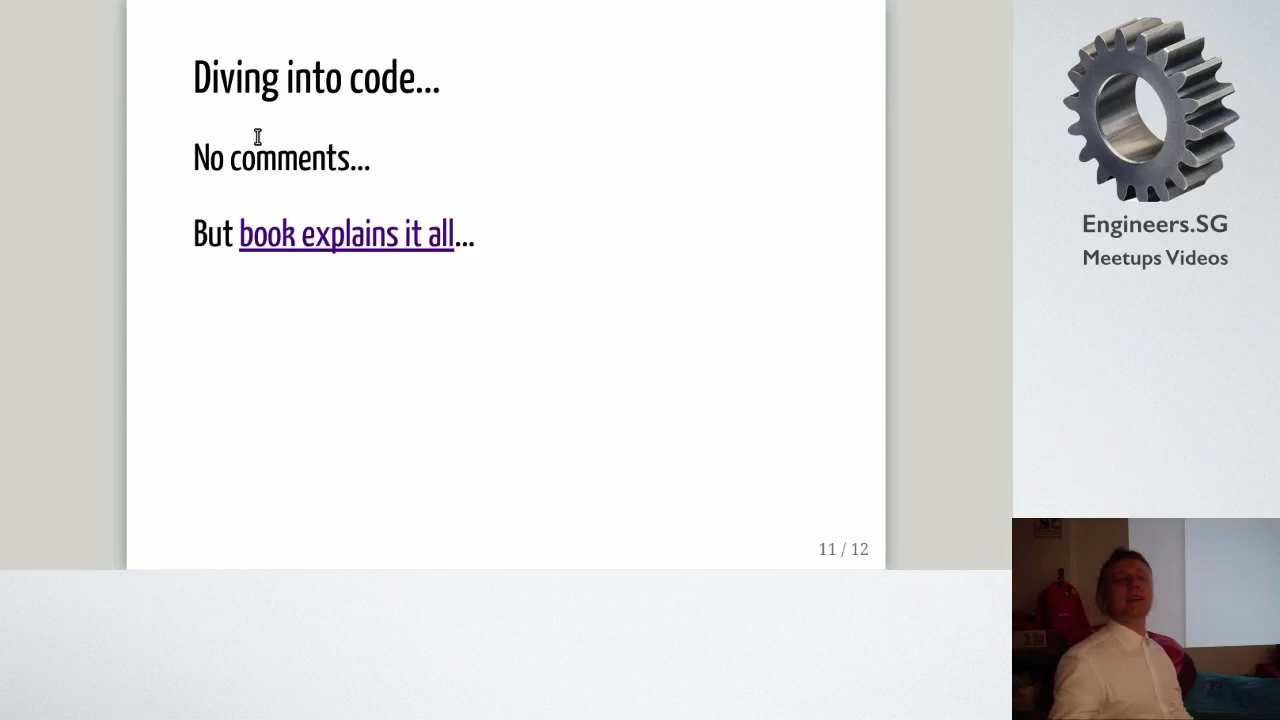 Diving into code...
No comments...
But book explains it all...
11 / 12
Engineers.SG
Meetups Videos